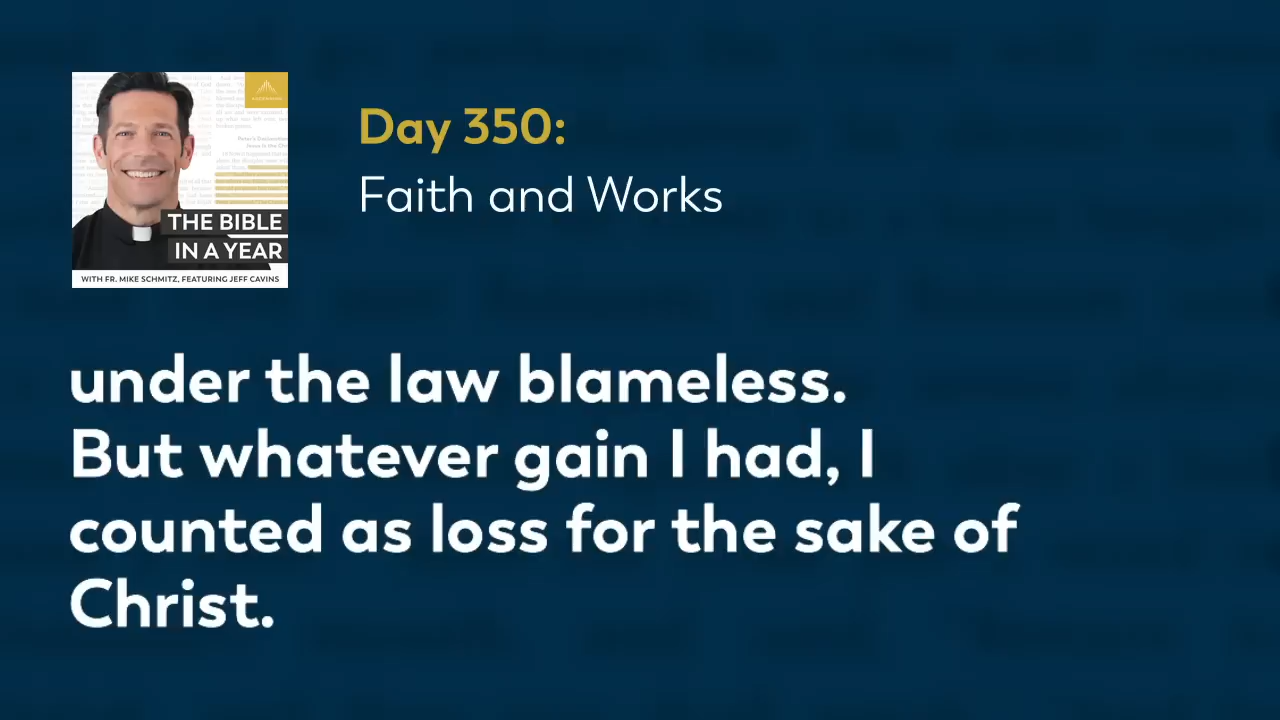 Day 350:
Faith and Works
THE BIBLE
IN A YEAR
WITH FR. MIKE SCHMITZ, FEATURING JEFF CAVINS
under the law blameless.
But whatever gain I had, I
counted as loss for the sake of
Christ.